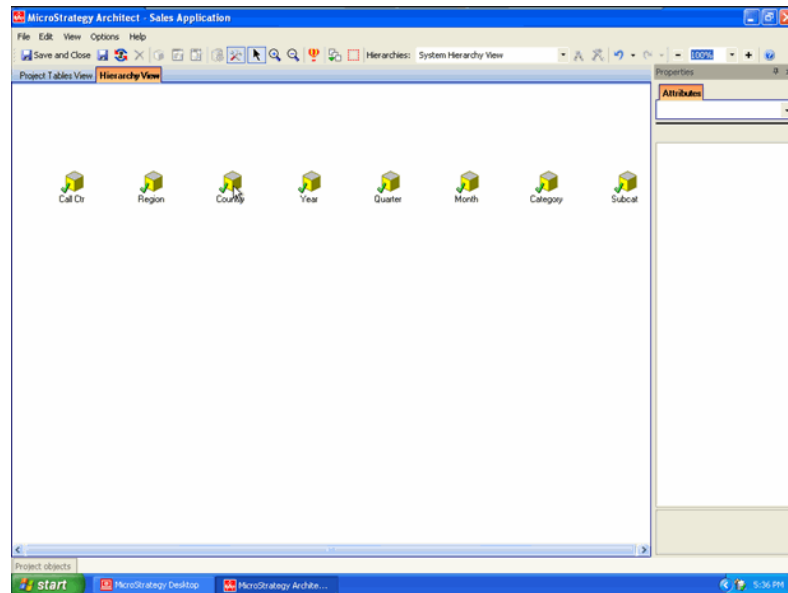 MicroStrategy Architect - Sales Application
File Edit View Options Help
Save and Close Hierarchies: System Hierarchy View 100%
Project Tables View Hierarchy View
Properties
Attributes
Call Ctr Region Country Year Quarter Month Category Subcat
Project objects
start MicroStrategy Desktop MicroStrategy Archite... 5:36 PM